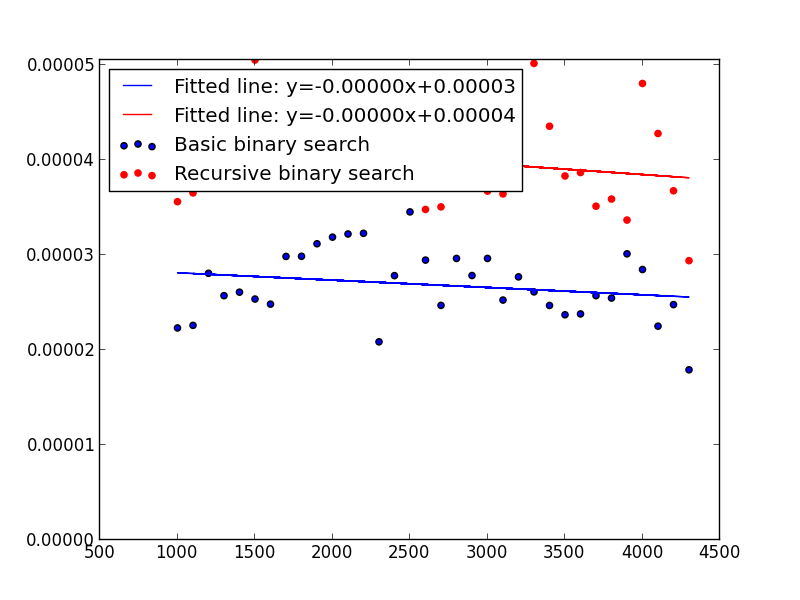 0.00005
0.00004
0.00003
0.00002
0.00001
0.00000
Fitted line: y=-0.00000x+0.00003
Fitted line: y=-0.00000x+0.00004
Basic binary search
Recursive binary search
500 1000 1500 2000 2500 3000 3500 4000 4500